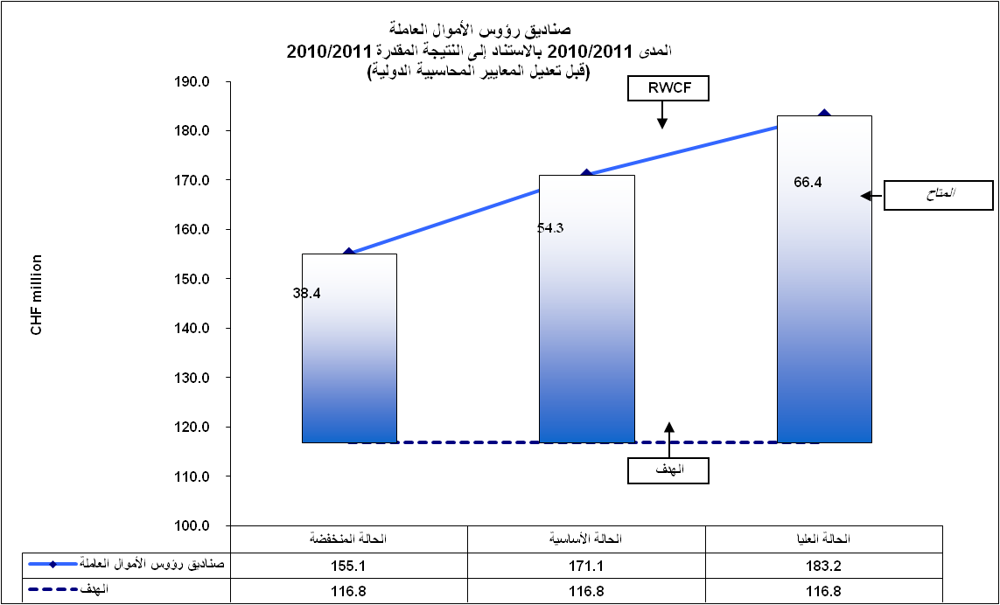 صناديق رؤوس الأموال العاملة
المدى 2010/2011 بالاستناد إلى النتيجة المقدرة 2010/2011
(قبل تعديل المعايير المحاسبية الدولية)
CHF million
190.0
180.0
170.0
160.0
150.0
140.0
130.0
120.0
110.0
100.0
RWCF
المتاح
الهدف
38.4
54.3
66.4
الحالة المنخفضة الحالة الأساسية الحالة العليا
صناديق رؤوس الأموال العاملة 155.1 171.1 183.2
الهدف 116.8 116.8 116.8